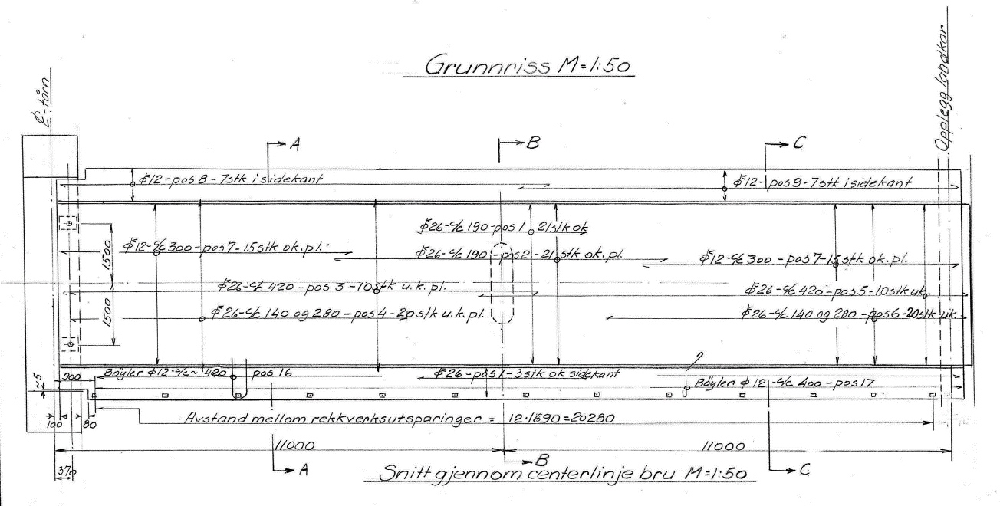 Grunnriss M=1:50
₵-tårn
Opplegg landkar
A
B
C
ϕ12-pos 8-7stk i sidekant
ϕ12-pos 9-7stk i sidekant
ϕ26-c/c 190-pos 1 21stk ok
ϕ12-c/c 300-pos 7-15stk ok.pl.
ϕ26-c/c 190-pos 2-21stk ok.pl.
ϕ12-c/c 300-pos 7-15stk ok.pl.
1500
ϕ26-c/c 420-pos 3-10stk u.k.pl.
ϕ26-c/c 420-pos 5-10stk uk.
1500
ϕ26-c/c 140 og 280-pos 4-20stk u.k.pl.
ϕ26-c/c 140 og 280-pos 6-20stk uk
900
Bøyler ϕ12-c/c~ 420 pos 16
ϕ26-pos 1-3stk ok sidekant
~5
Bøyler ϕ12-c/c 400-pos 17
100
80
Avstand mellom rekkverksutsparinger = 12·1690=20280
11000
11000
370
A
B
C
Snitt gjennom centerlinje bru M=1:50